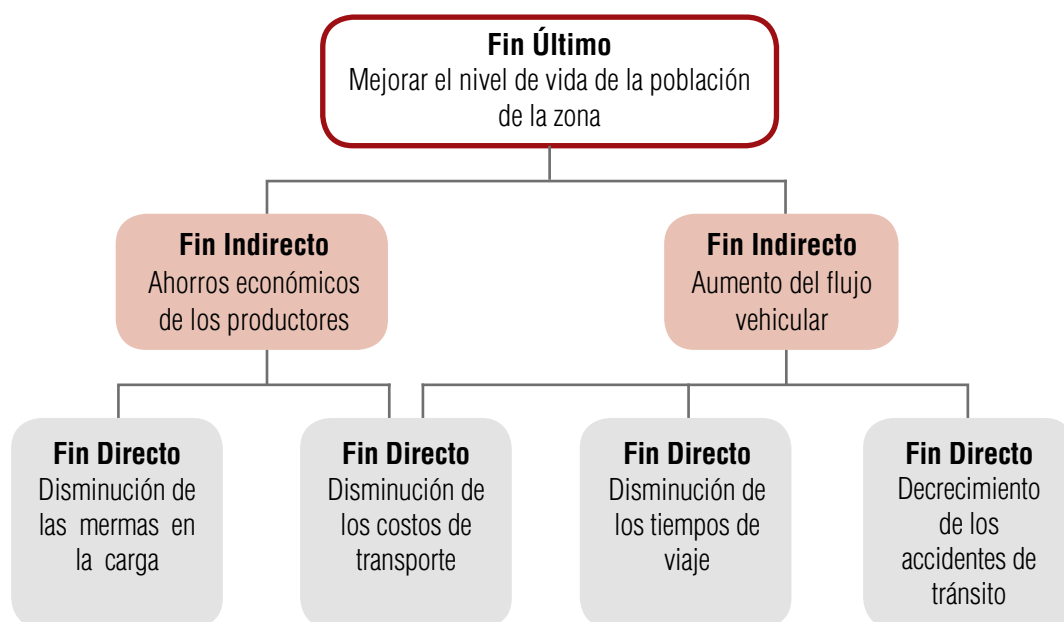 Fin Último
Mejorar el nivel de vida de la población
de la zona
Fin Indirecto
Ahorros económicos
de los productores
Fin Indirecto
Aumento del flujo
vehicular
Fin Directo
Disminución de
las mermas en
la carga
Fin Directo
Disminución de
los costos de
transporte
Fin Directo
Disminución de
los tiempos de
viaje
Fin Directo
Decrecimiento
de los
accidentes de
tránsito